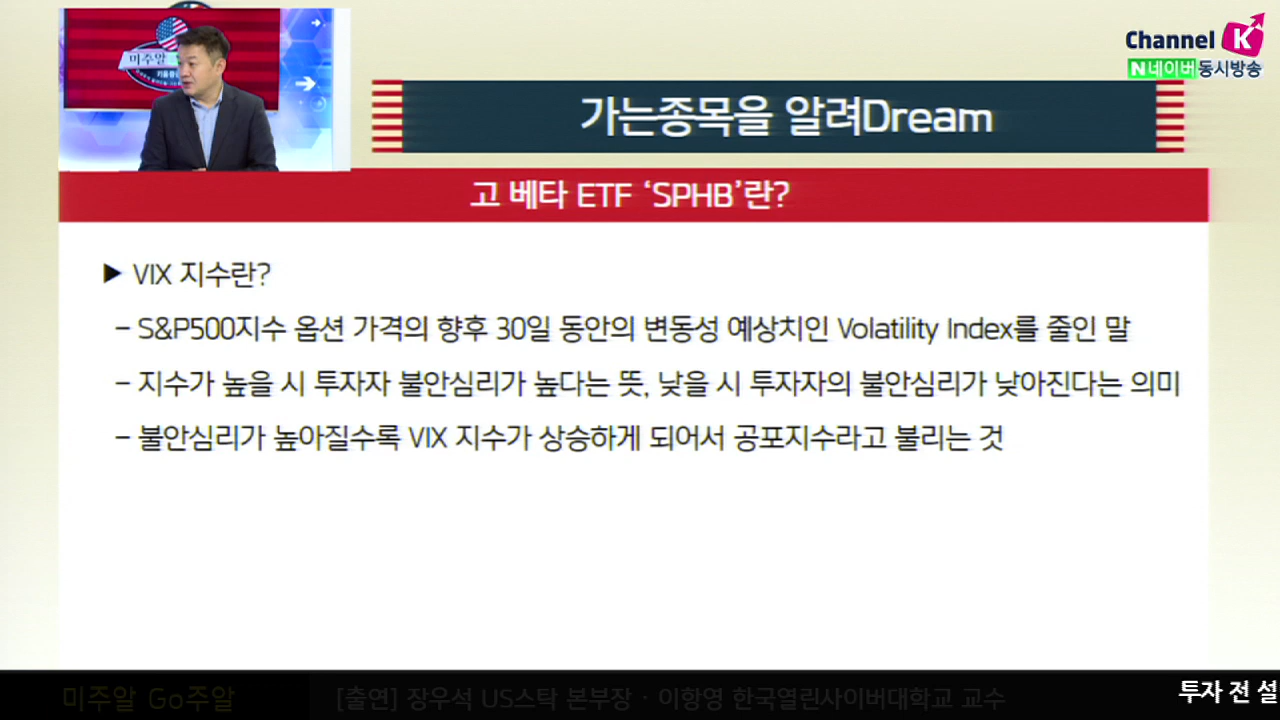 미주알
Channel K
N 네이버 동시방송
가는종목을 알려Dream
고 베타 ETF ‘SPHB’란?
▶ VIX 지수란?
– S&P500지수 옵션 가격의 향후 30일 동안의 변동성 예상치인 Volatility Index를 줄인 말
– 지수가 높을 시 투자자 불안심리가 높다는 뜻, 낮을 시 투자자의 불안심리가 낮아진다는 의미
– 불안심리가 높아질수록 VIX 지수가 상승하게 되어서 공포지수라고 불리는 것
미주알 Go주알
[출연] 장우석 US스탁 본부장 · 이항영 한국열린사이버대학교 교수
투자 전 설